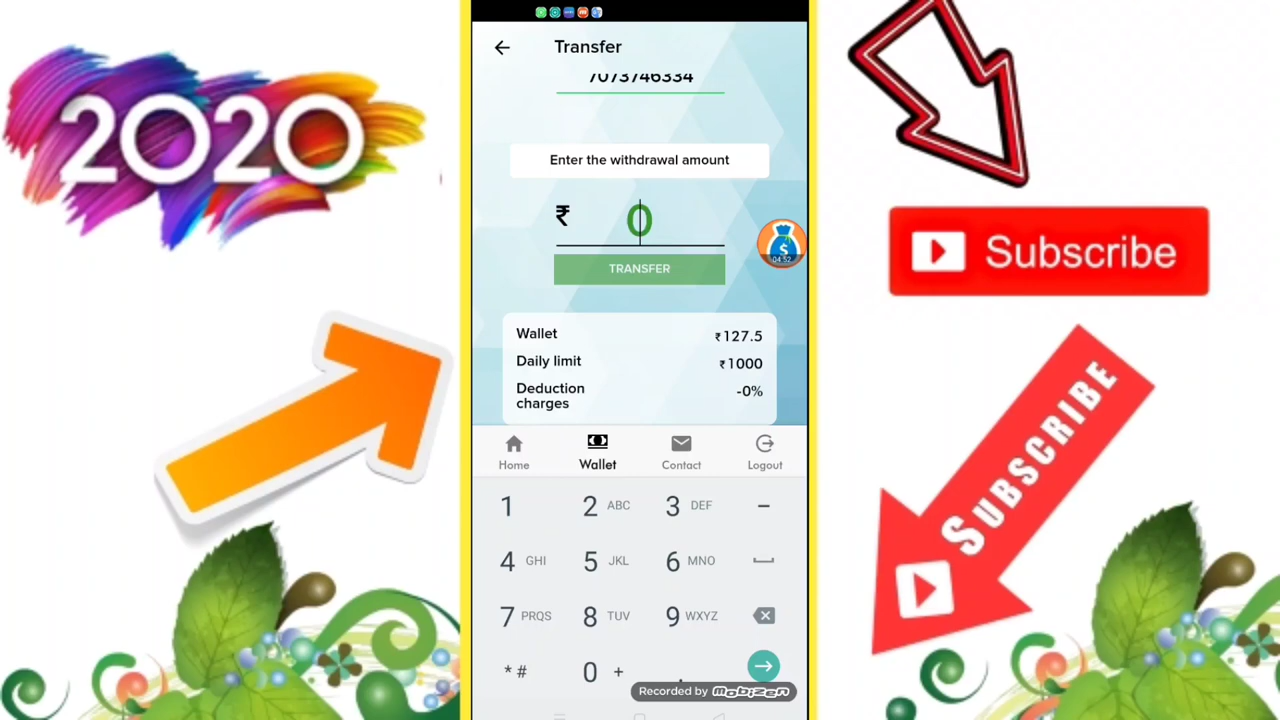 2020
Transfer
7073746334
Enter the withdrawal amount
₹ 0
TRANSFER
04:52
Wallet ₹127.5
Daily limit ₹1000
Deduction -0%
charges
Home Wallet Contact Logout
1 2 ABC 3 DEF -
4 GHI 5 JKL 6 MNO
7 PRQS 8 TUV 9 WXYZ
* # 0 + .
Recorded by mobizen
Subscribe
SUBSCRIBE